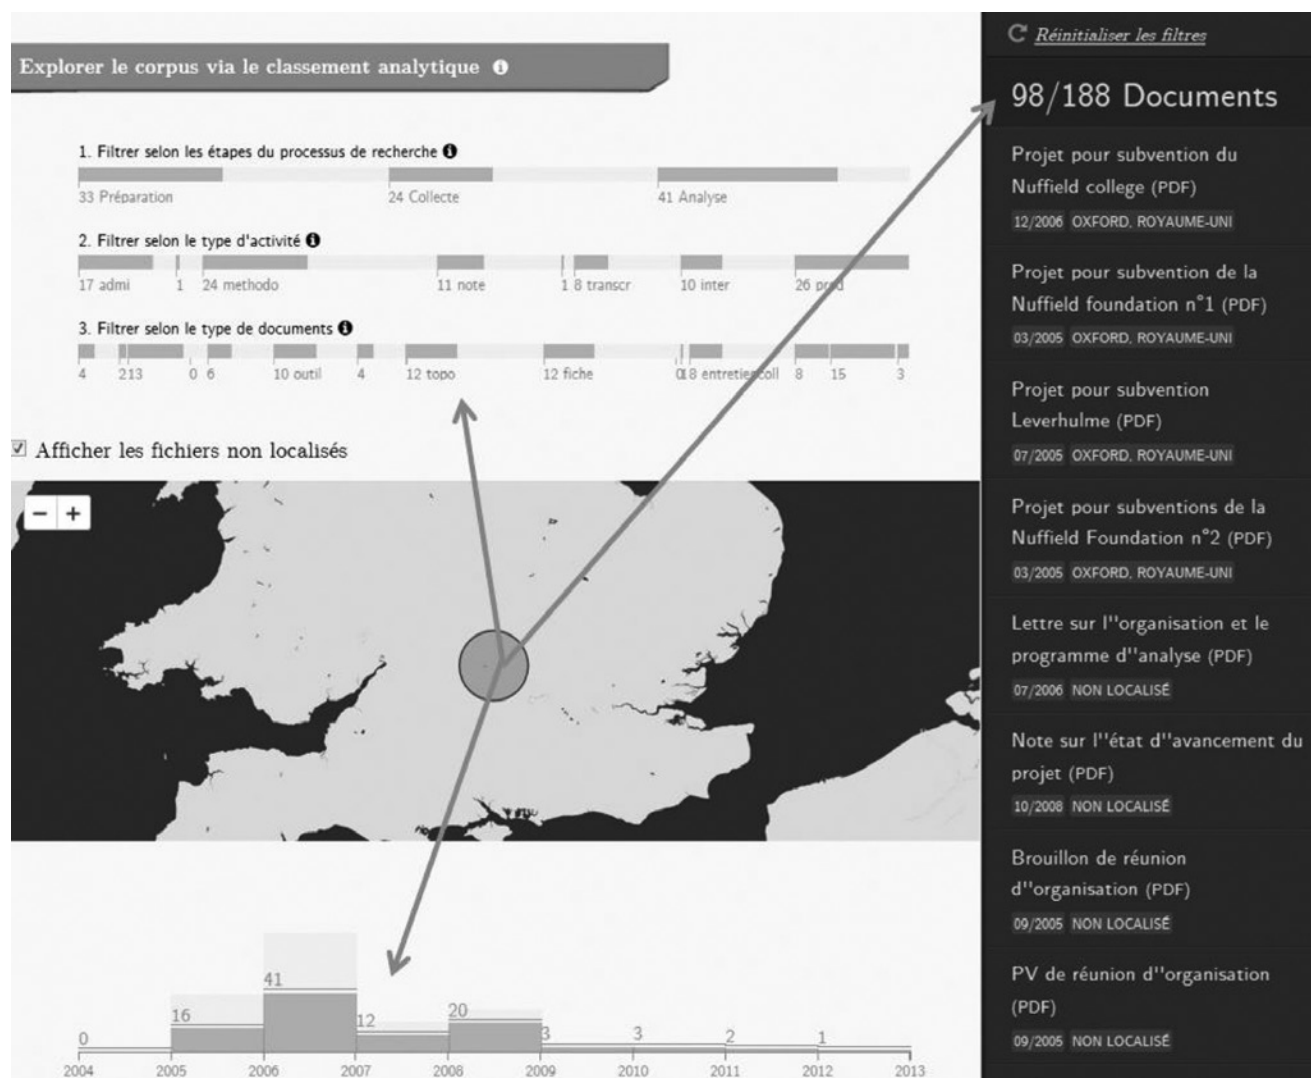 Explorer le corpus via le classement analytique
1. Filtrer selon les étapes du processus de recherche
33 Préparation 24 Collecte 41 Analyse
2. Filtrer selon le type d'activité
17 admi 1 24 methodo 11 note 1 8 transcr 10 inter 26 prod
3. Filtrer selon le type de documents
4 2 13 0 6 10 outil 4 12 topo 12 fiche 0 18 entretiescoll 8 15 3
Afficher les fichiers non localisés
− +
0 16 41 12 20 3 3 2 1
2004 2005 2006 2007 2008 2009 2010 2011 2012 2013
Réinitialiser les filtres
98/188 Documents
Projet pour subvention du
Nuffield college (PDF)
12/2006 OXFORD, ROYAUME-UNI
Projet pour subvention de la
Nuffield foundation n°1 (PDF)
03/2005 OXFORD, ROYAUME-UNI
Projet pour subvention
Leverhulme (PDF)
07/2005 OXFORD, ROYAUME-UNI
Projet pour subventions de la
Nuffield Foundation n°2 (PDF)
03/2005 OXFORD, ROYAUME-UNI
Lettre sur l''organisation et le
programme d''analyse (PDF)
07/2006 NON LOCALISÉ
Note sur l''état d''avancement du
projet (PDF)
10/2008 NON LOCALISÉ
Brouillon de réunion
d''organisation (PDF)
09/2005 NON LOCALISÉ
PV de réunion d''organisation
(PDF)
09/2005 NON LOCALISÉ